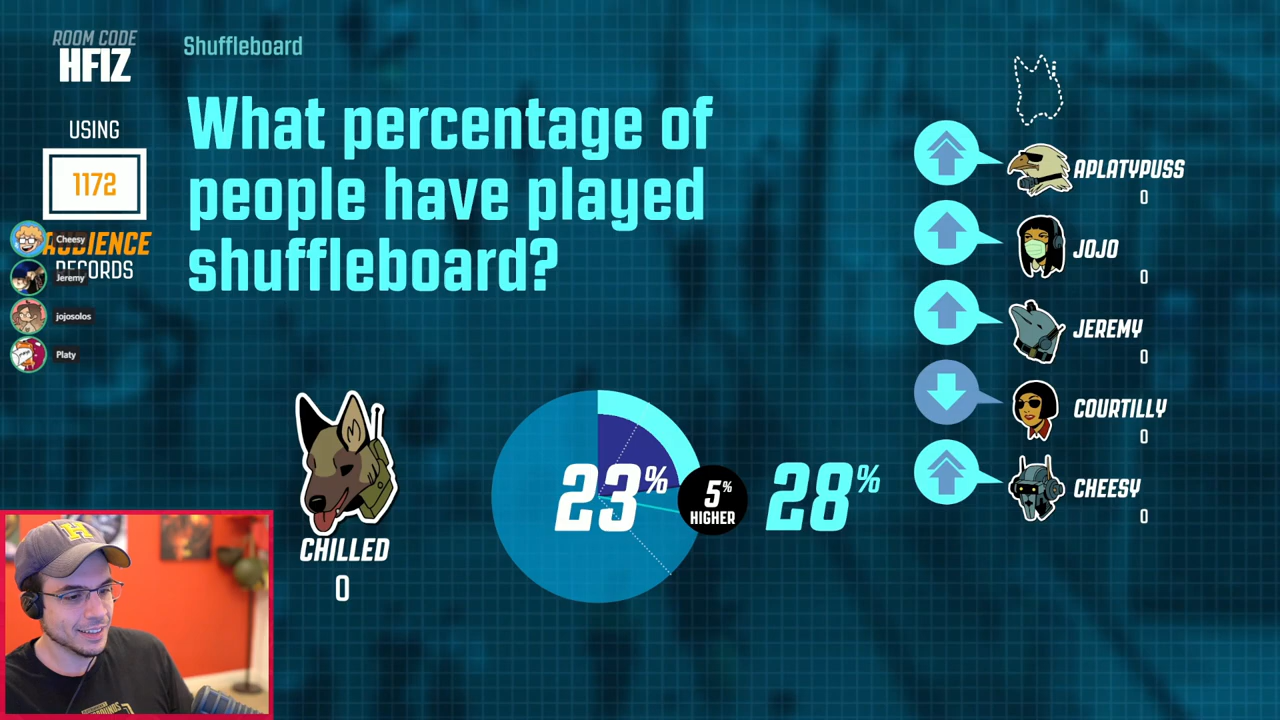 ROOM CODE
HFIZ
Shuffleboard
What percentage of
people have played
shuffleboard?
USING
1172
AUDIENCE
RECORDS
Cheesy
Jeremy
jojosolos
Platy
APLATYPUSS
0
JOJO
0
JEREMY
0
COURTILLY
0
CHEESY
0
23%
5%
HIGHER
28%
CHILLED
0
H